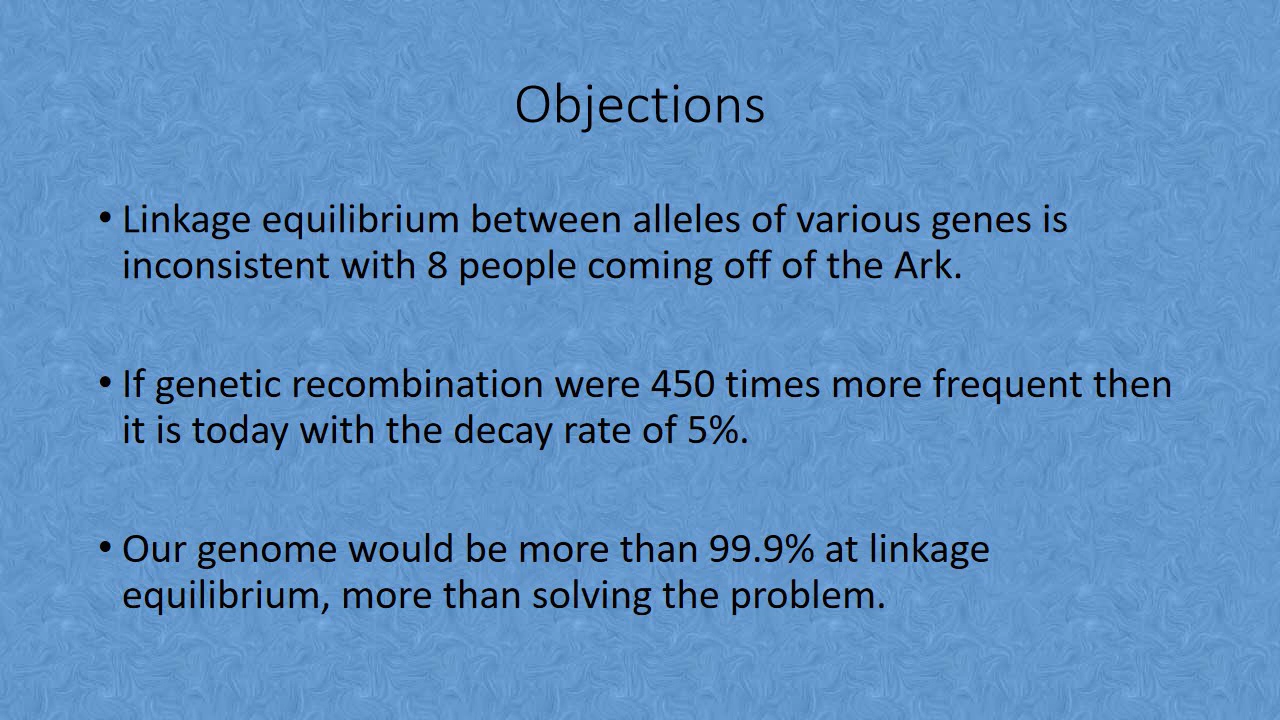 Objections
• Linkage equilibrium between alleles of various genes is
inconsistent with 8 people coming off of the Ark.
• If genetic recombination were 450 times more frequent then
it is today with the decay rate of 5%.
• Our genome would be more than 99.9% at linkage
equilibrium, more than solving the problem.